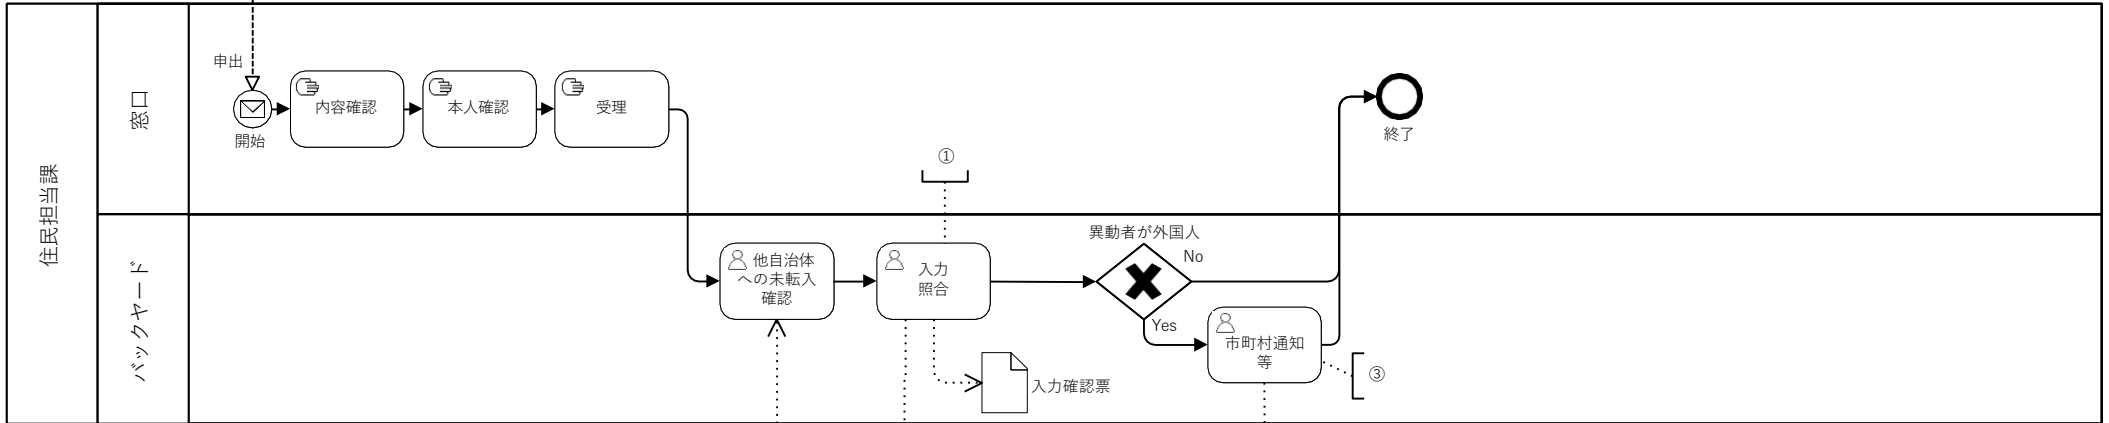 住民担当課
窓口
申出
開始
内容確認
本人確認
受理
①
終了
バックヤード
他自治体
への未転入
確認
入力
照合
入力確認票
異動者が外国人
No
Yes
市町村通知
等
③